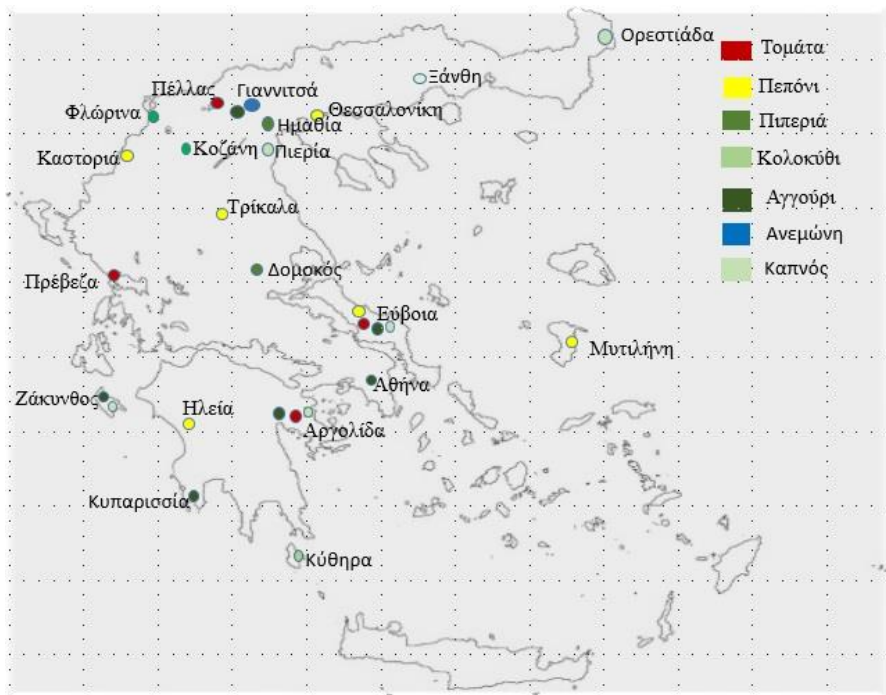 Ορεστιάδα
Τομάτα
Ξάνθη
Πέλλας
Γιαννιτσά
Πεπόνι
Φλώρινα
Θεσσαλονίκη
Ημαθία
Πιπεριά
Κοζάνη
Πιερία
Καστοριά
Κολοκύθι
Τρίκαλα
Αγγούρι
Ανεμώνη
Δομοκός
Καπνός
Πρέβεζα
Εύβοια
Μυτιλήνη
Αθήνα
Ζάκυνθος
Ηλεία
Αργολίδα
Κυπαρισσία
Κύθηρα